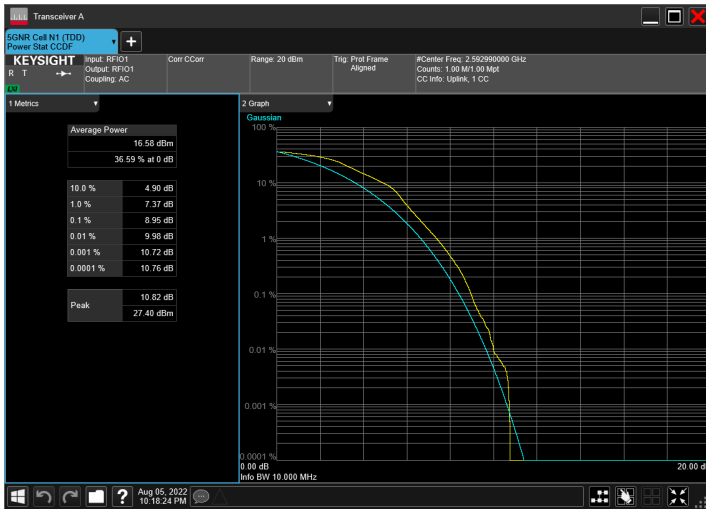 Transceiver A
5GNR Cell N1 (TDD)
Power Stat CCDF
KEYSIGHT
R T
LXI
Input: RFIO1
Output: RFIO1
Coupling: AC
Corr CCorr
Range: 20 dBm
Trig: Prot Frame
Aligned
#Center Freq: 2.592990000 GHz
Counts: 1.00 M/1.00 Mpt
CC Info: Uplink, 1 CC
1 Metrics
Average Power
16.58 dBm
36.59 % at 0 dB
10.0 % 4.90 dB
1.0 % 7.37 dB
0.1 % 8.95 dB
0.01 % 9.98 dB
0.001 % 10.72 dB
0.0001 % 10.76 dB
Peak
10.82 dB
27.40 dBm
2 Graph
Gaussian
100 %
10 %
1 %
0.1 %
0.01 %
0.001 %
0.0001 %
0.00 dB
20.00 d
Info BW 10.000 MHz
Aug 05, 2022
10:18:24 PM